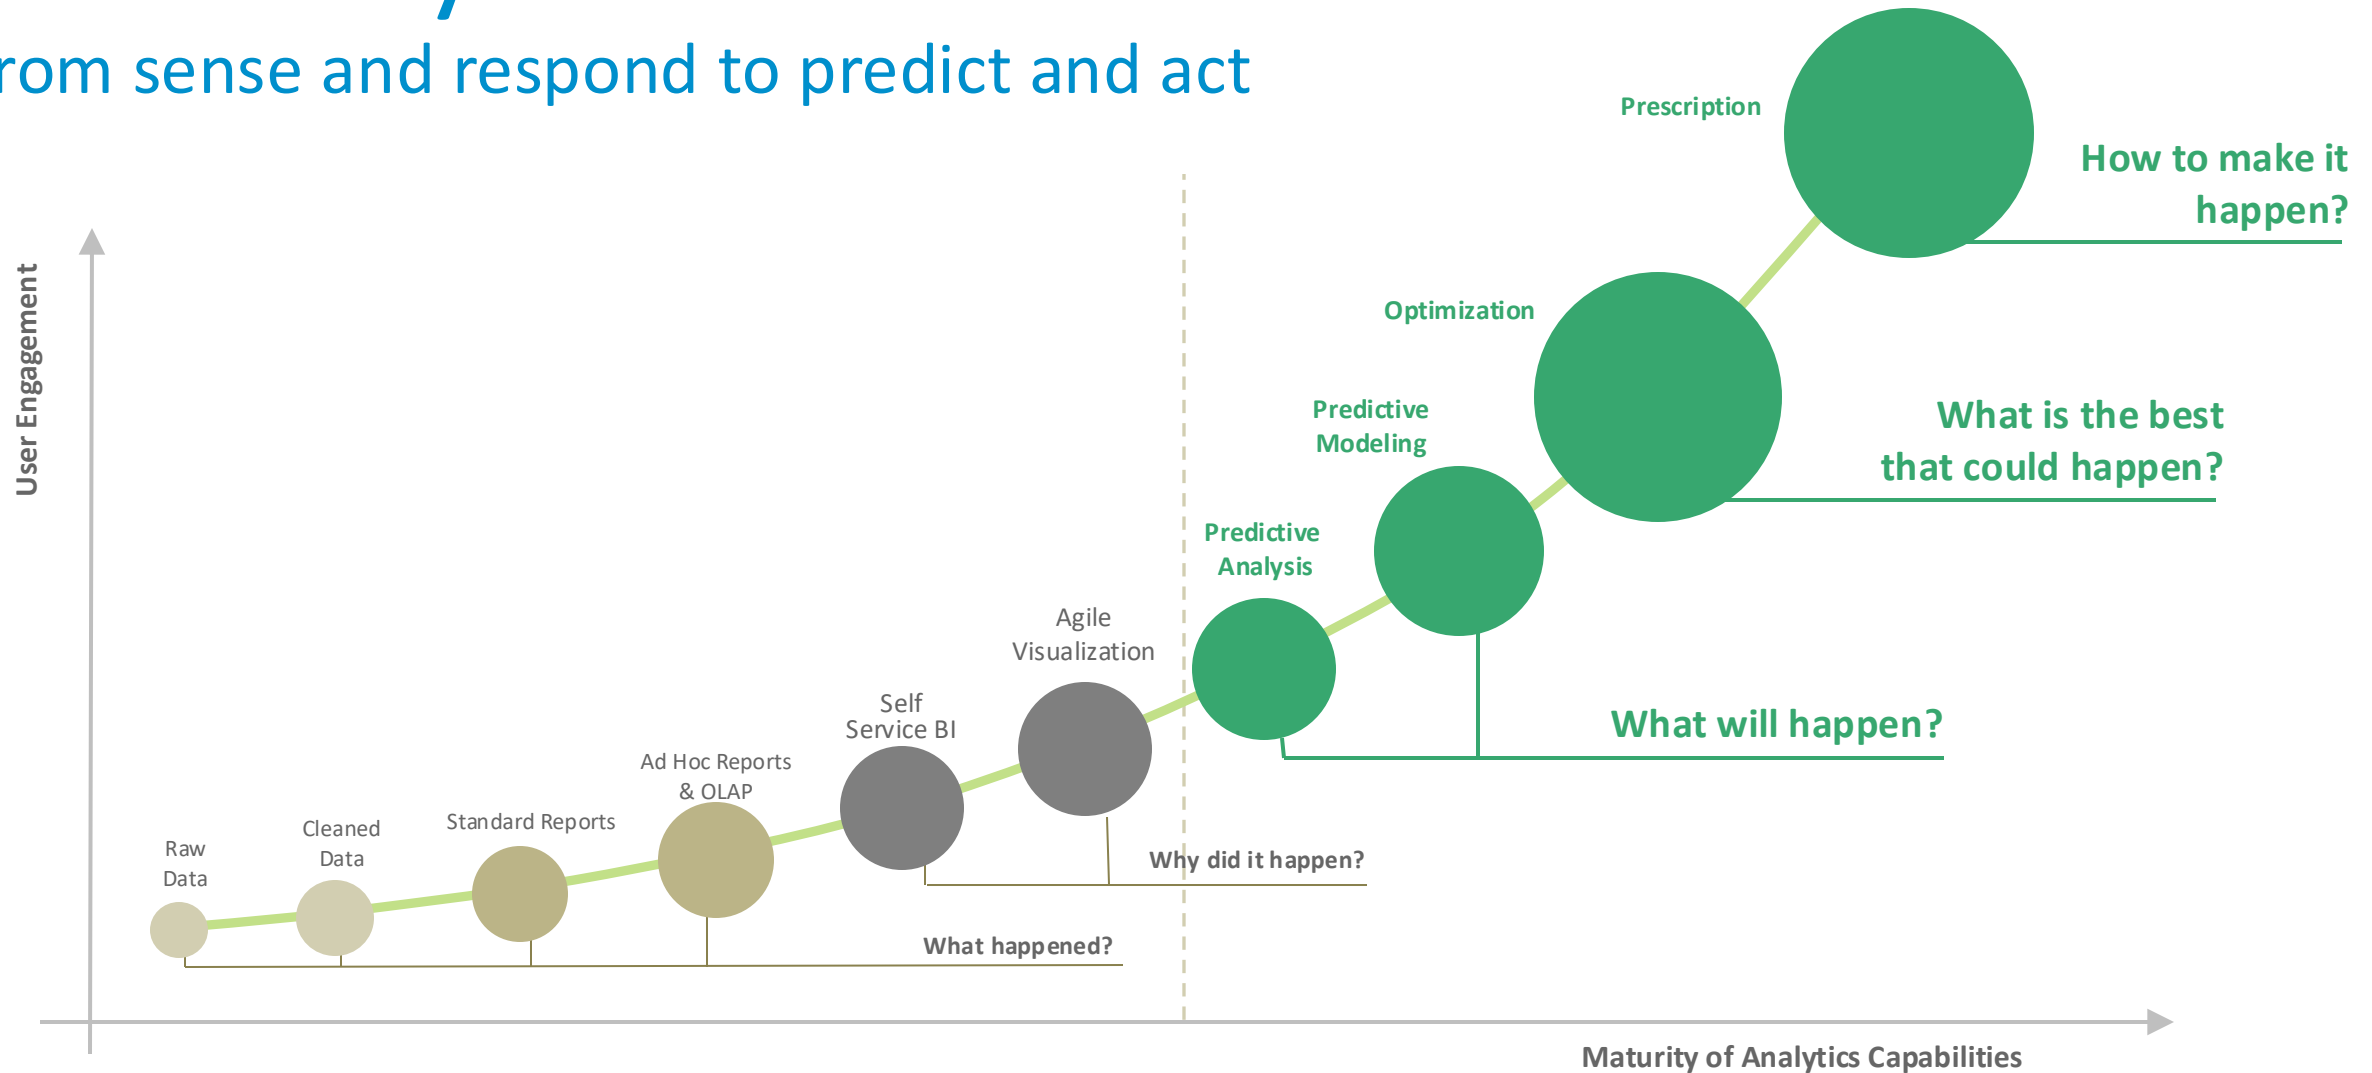 rom sense and respond to predict and act
Prescription
How to make it
happen?
User Engagement
Optimization
Predictive
Modeling
What is the best
that could happen?
Predictive
Analysis
Agile
Visualization
What will happen?
Self
Service BI
Ad Hoc Reports
& OLAP
Standard Reports
Cleaned
Data
Raw
Data
Why did it happen?
What happened?
Maturity of Analytics Capabilities